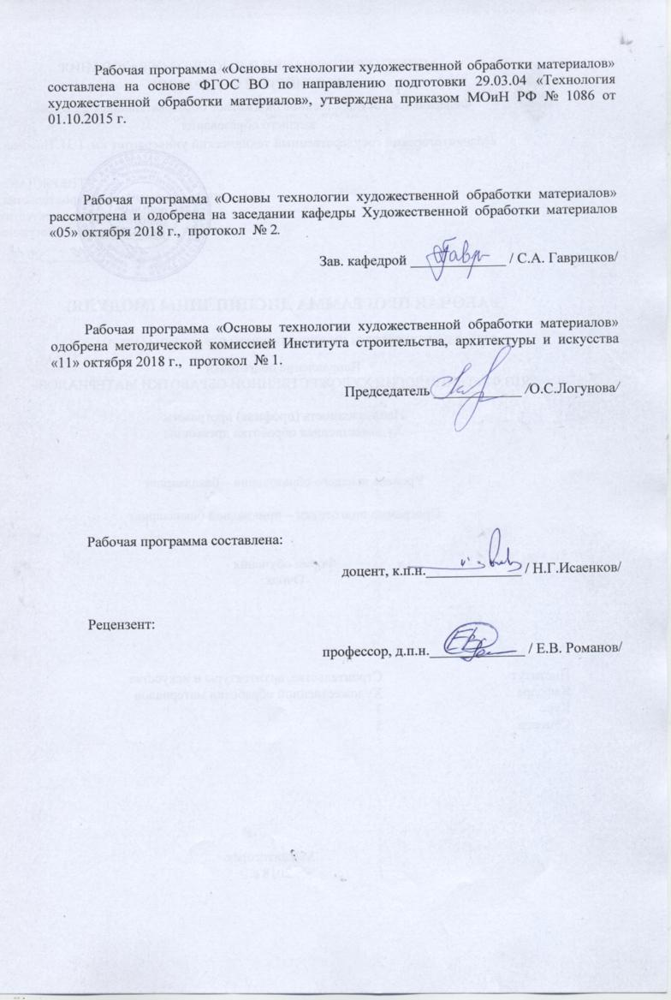 Рабочая программа «Основы технологии художественной обработки материалов»
составлена на основе ФГОС ВО по направлению подготовки 29.03.04 «Технология
художественной обработки материалов», утверждена приказом МОиН РФ № 1086 от
01.10.2015 г.
Рабочая программа «Основы технологии художественной обработки материалов»
рассмотрена и одобрена на заседании кафедры Художественной обработки материалов
«05» октября 2018 г., протокол № 2.
Зав. кафедрой ______________ / С.А. Гаврицков/
Рабочая программа «Основы технологии художественной обработки материалов»
одобрена методической комиссией Института строительства, архитектуры и искусства
«11» октября 2018 г., протокол № 1.
Председатель_____________ /О.С.Логунова/
Рабочая программа составлена:
доцент, к.п.н.______________ / Н.Г.Исаенков/
Рецензент:
профессор, д.п.н.______________ / Е.В. Романов/